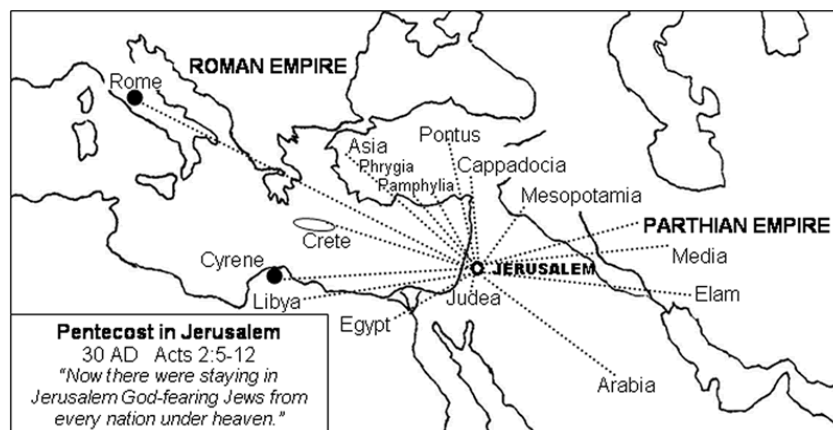 ROMAN EMPIRE
Rome
Pontus
Asia
Phrygia
Cappadocia
Pamphylia
Mesopotamia
PARTHIAN EMPIRE
Crete
Media
Cyrene
JERUSALEM
Libya
Judea
Elam
Egypt
Arabia
Pentecost in Jerusalem
30 AD Acts 2:5-12
"Now there were staying in
Jerusalem God-fearing Jews from
every nation under heaven."